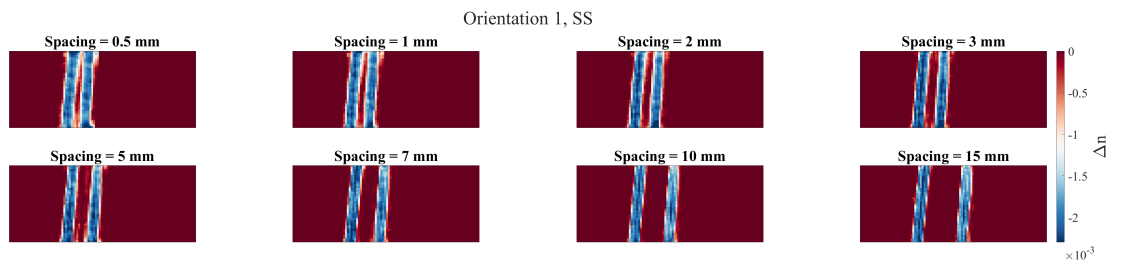 Orientation 1, SS
Spacing = 0.5 mm
Spacing = 1 mm
Spacing = 2 mm
Spacing = 3 mm
0
-0.5
-1
-1.5
-2
×10⁻³
Δn
Spacing = 5 mm
Spacing = 7 mm
Spacing = 10 mm
Spacing = 15 mm